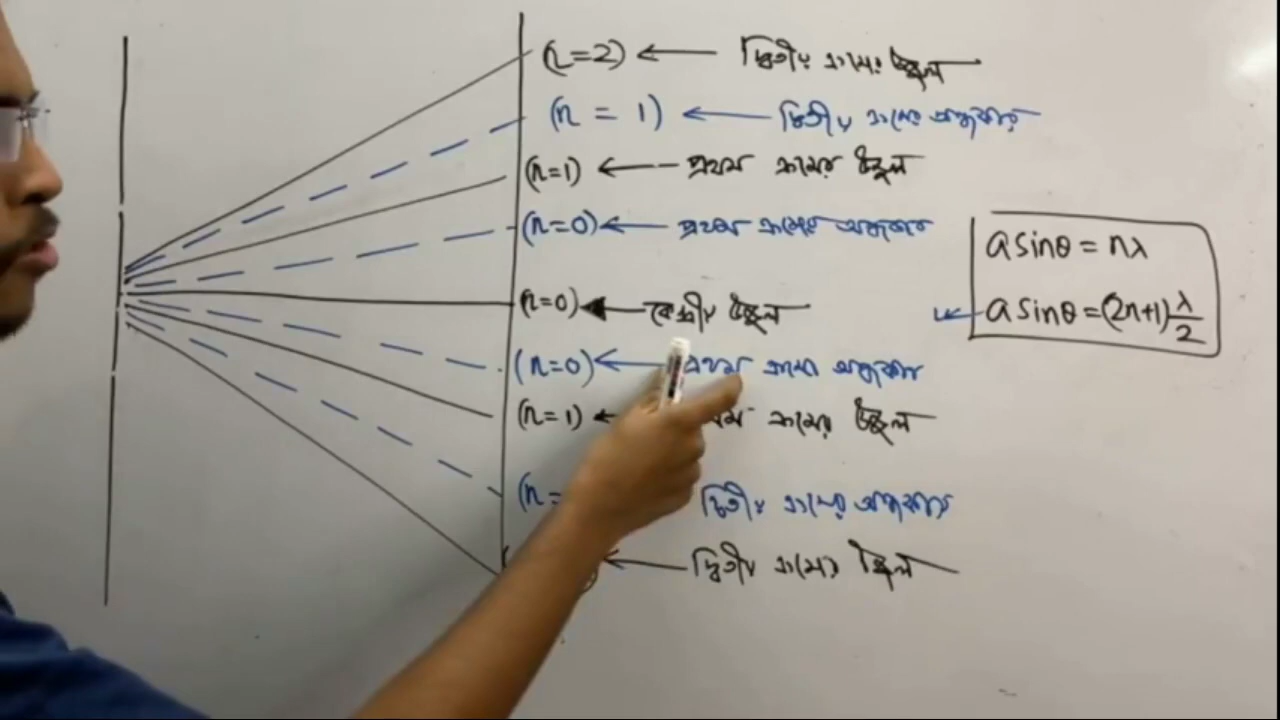 (n=2) ← দ্বিতীয় ক্রমের উজ্জ্বল
(n = 1) ← দ্বিতীয় ক্রমের অন্ধকার
(n=1) ← প্রথম ক্রমের উজ্জ্বল
(n=0) ← প্রথম ক্রমের অন্ধকার
(n=0) ← কেন্দ্রীয় উজ্জ্বল
(n=0) ← প্রথম ক্রমের অন্ধকার
(n=1) ← ক্রমের উজ্জ্বল
(n= দ্বিতীয় ক্রমের অন্ধকার
← দ্বিতীয় ক্রমের উজ্জ্বল
a sinθ = nλ
a sinθ = (2n+1) λ/2